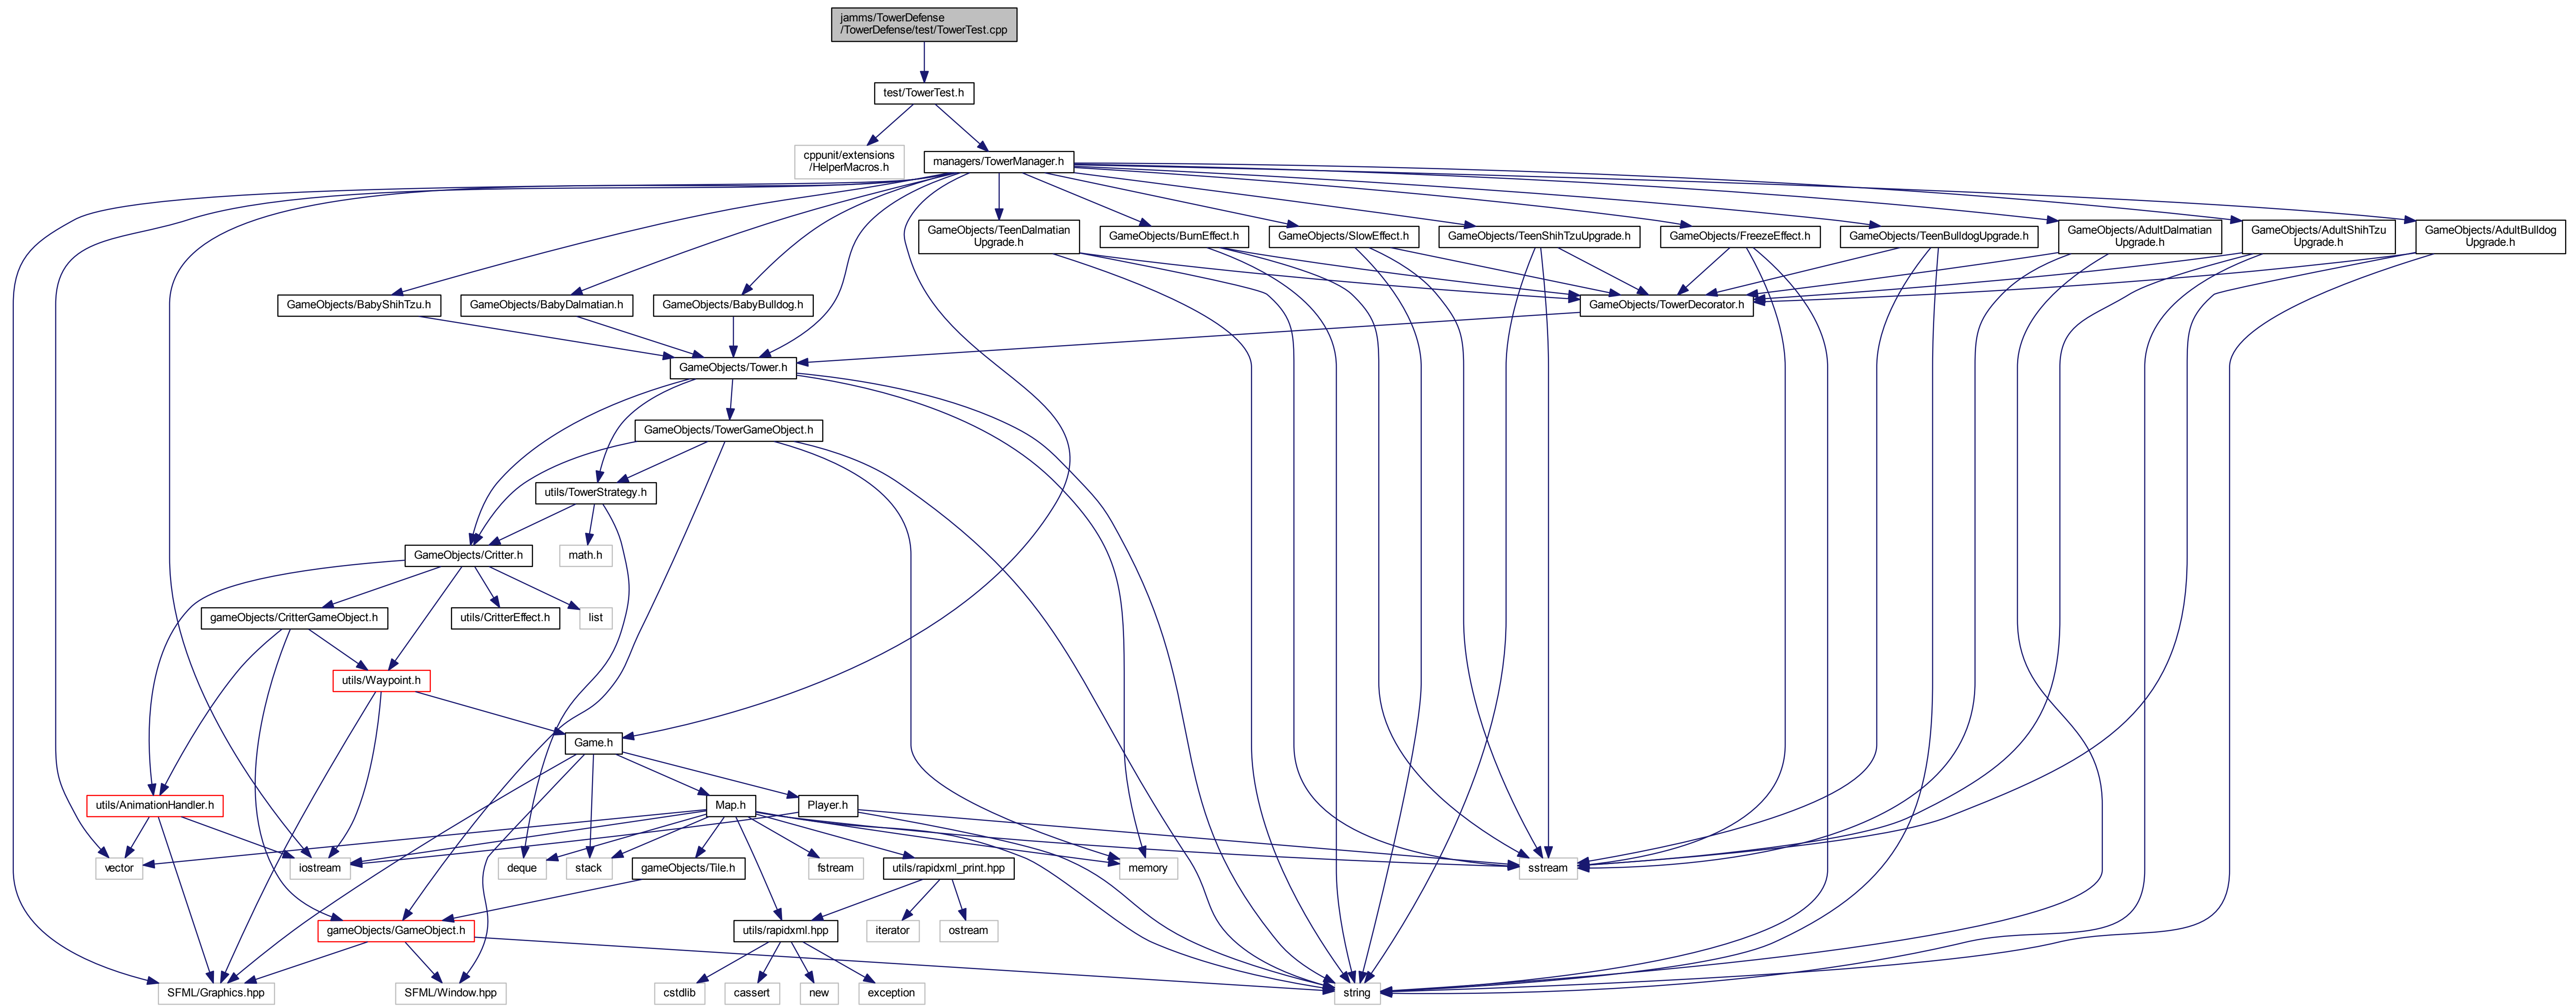 jamms/TowerDefense
/TowerDefense/test/TowerTest.cpp
test/TowerTest.h
cppunit/extensions
/HelperMacros.h
managers/TowerManager.h
GameObjects/TeenDalmatian
Upgrade.h
GameObjects/BurnEffect.h
GameObjects/SlowEffect.h
GameObjects/TeenShihTzuUpgrade.h
GameObjects/FreezeEffect.h
GameObjects/TeenBulldogUpgrade.h
GameObjects/AdultDalmatian
Upgrade.h
GameObjects/AdultShihTzu
Upgrade.h
GameObjects/AdultBulldog
Upgrade.h
GameObjects/BabyShihTzu.h
GameObjects/BabyDalmatian.h
GameObjects/BabyBulldog.h
GameObjects/TowerDecorator.h
GameObjects/Tower.h
GameObjects/TowerGameObject.h
utils/TowerStrategy.h
GameObjects/Critter.h
math.h
gameObjects/CritterGameObject.h
utils/CritterEffect.h
list
utils/Waypoint.h
Game.h
utils/AnimationHandler.h
Map.h
Player.h
vector
iostream
deque
stack
gameObjects/Tile.h
fstream
utils/rapidxml_print.hpp
memory
sstream
gameObjects/GameObject.h
utils/rapidxml.hpp
iterator
ostream
SFML/Graphics.hpp
SFML/Window.hpp
cstdlib
cassert
new
exception
string